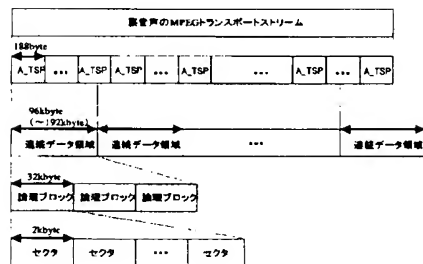 裏音声のMPEGトランスポートストリーム
188byte
A_TSP ••• A_TSP A_TSP ••• A_TSP ••• A_TSP ••• A_TSP
96kbyte
(〜192kbyte)
連続データ領域 連続データ領域 ••• 連続データ領域
32kbyte
論理ブロック 論理ブロック 論理ブロック
2kbyte
セクタ セクタ ••• セクタ